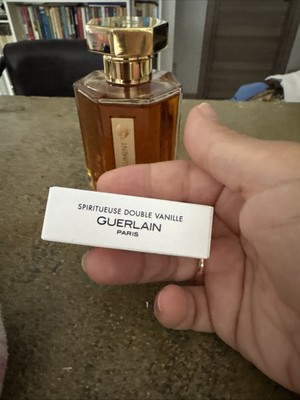 SPIRITUEUSE DOUBLE VANILLE
GUERLAIN
PARIS